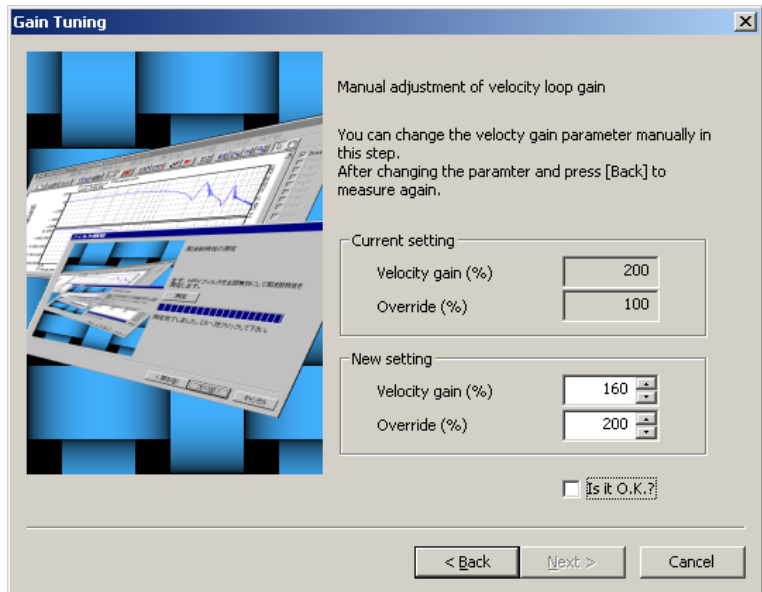 Gain Tuning
Manual adjustment of velocity loop gain
You can change the velocty gain parameter manually in
this step.
After changing the paramter and press [Back] to
measure again.
Current setting
Velocity gain (%) 200
Override (%) 100
New setting
Velocity gain (%) 160
Override (%) 200
Is it O.K.?
< Back Next > Cancel